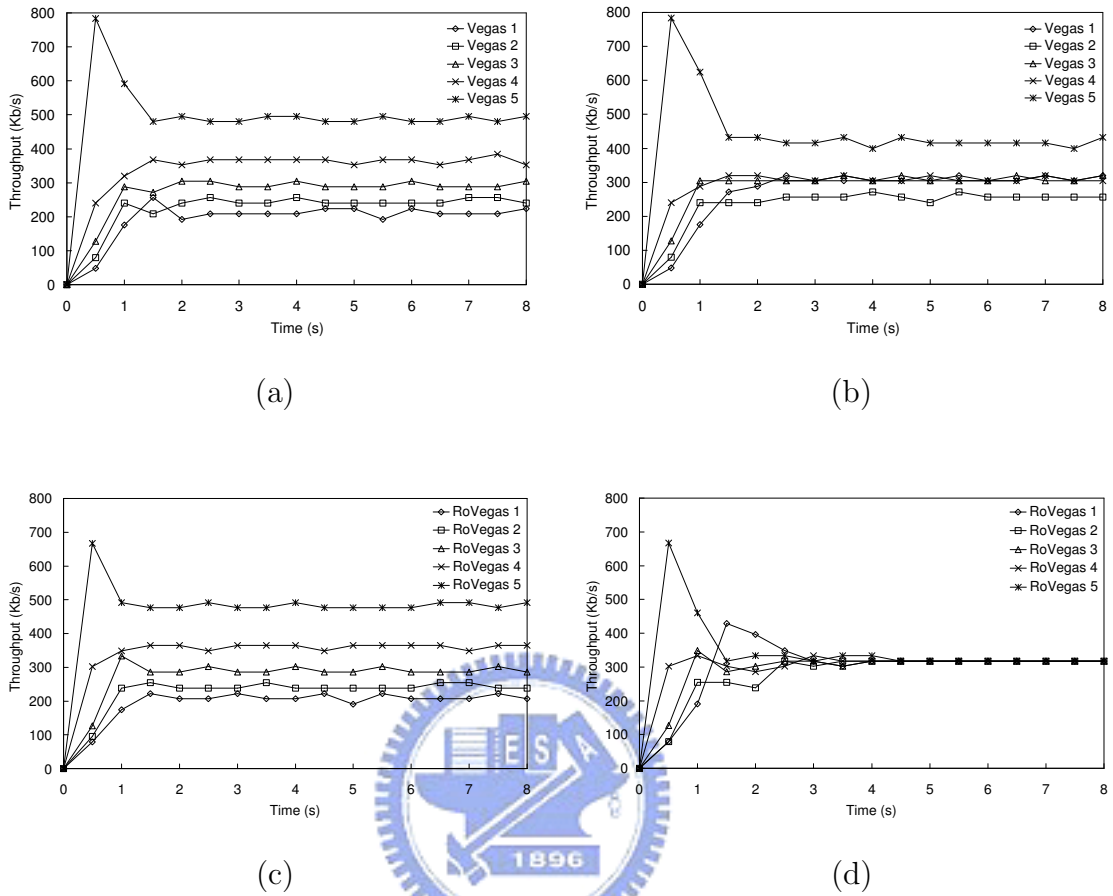 800
700
600
500
400
300
200
100
0
Throughput (Kb/s)
0 1 2 3 4 5 6 7 8
Time (s)
Vegas 1
Vegas 2
Vegas 3
Vegas 4
Vegas 5
(a)
800
700
600
500
400
300
200
100
0
Throughput (Kb/s)
0 1 2 3 4 5 6 7 8
Time (s)
Vegas 1
Vegas 2
Vegas 3
Vegas 4
Vegas 5
(b)
800
700
600
500
400
300
200
100
0
Throughput (Kb/s)
0 1 2 3 4 5 6 7 8
Time (s)
RoVegas 1
RoVegas 2
RoVegas 3
RoVegas 4
RoVegas 5
(c)
800
700
600
500
400
300
200
100
0
Throughput (Kb/s)
0 1 2 3 4 5 6 7 8
Time (s)
RoVegas 1
RoVegas 2
RoVegas 3
RoVegas 4
RoVegas 5
(d)
E S A
1896